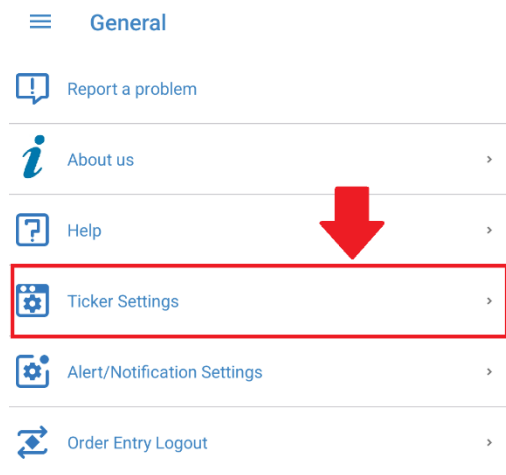 General
Report a problem
About us
Help
Ticker Settings
Alert/Notification Settings
Order Entry Logout